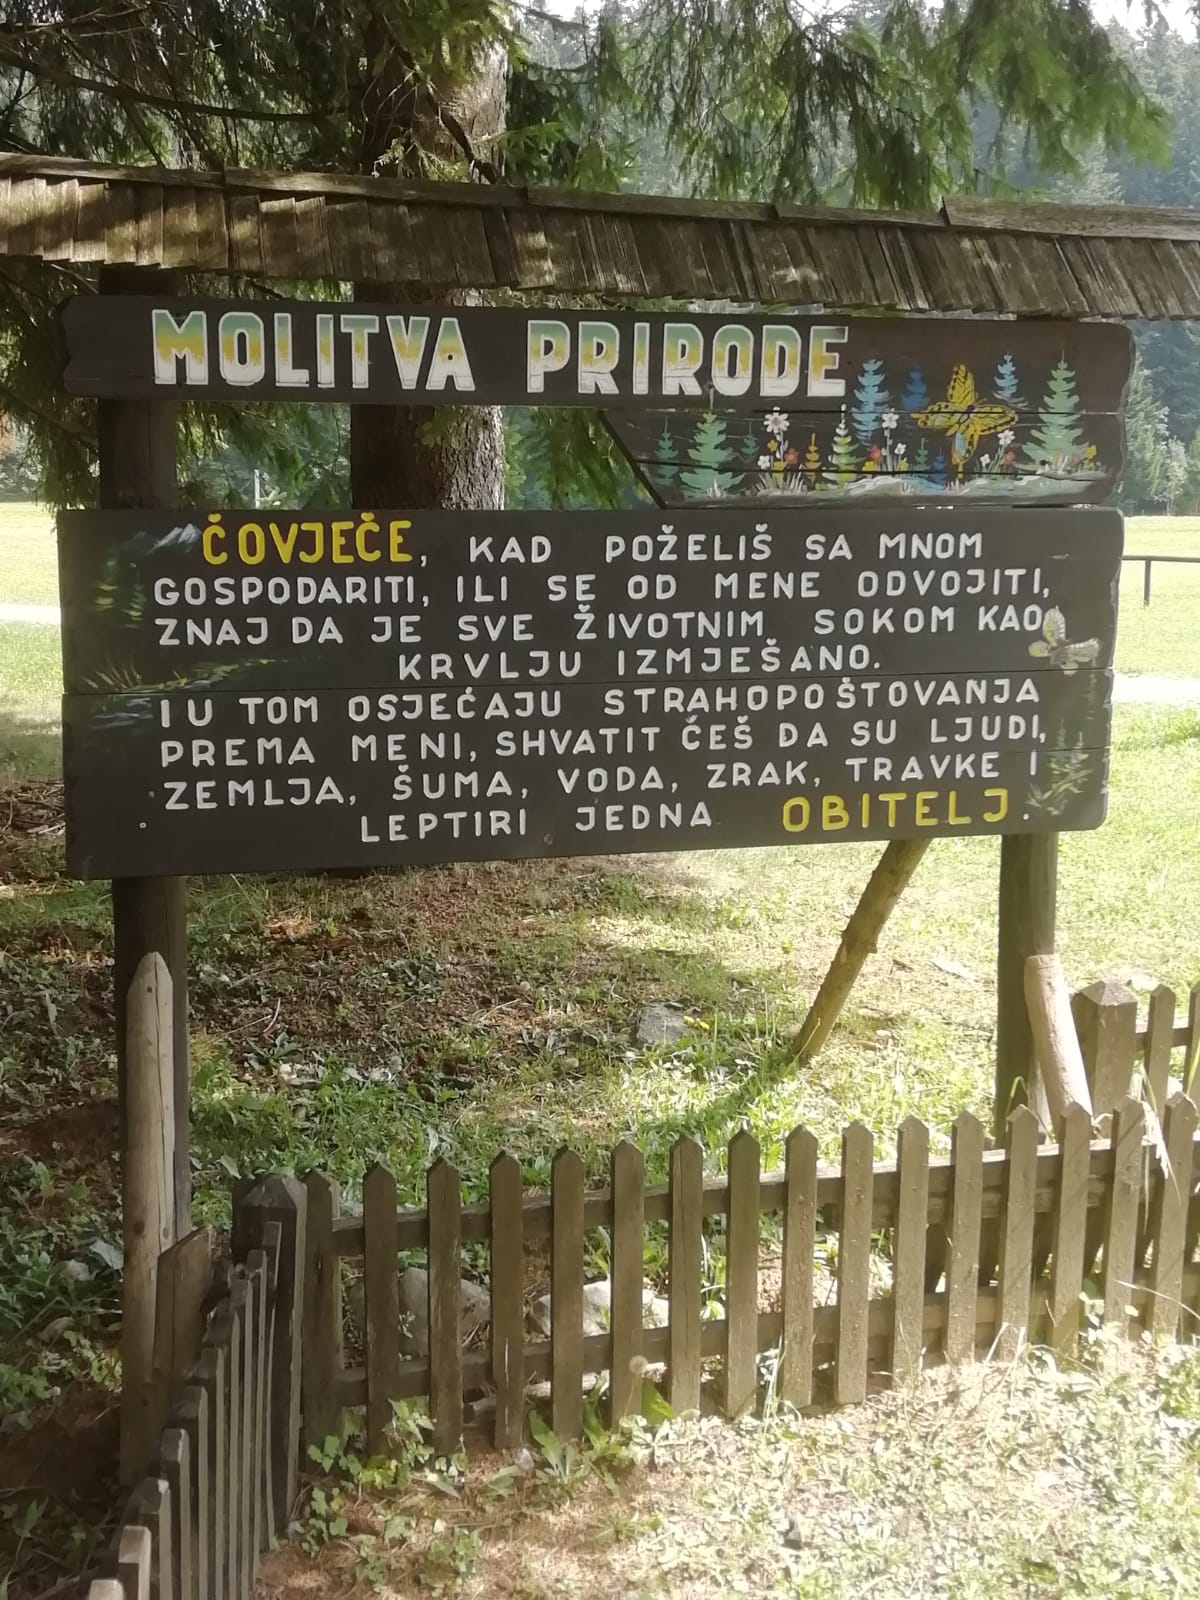 MOLITVA PRIRODE
ČOVJEČE, KAD POŽELIŠ SA MNOM
GOSPODARITI, ILI SE OD MENE ODVOJITI,
ZNAJ DA JE SVE ŽIVOTNIM SOKOM KAO
KRVLJU IZMJEŠANO.
I U TOM OSJEĆAJU STRAHOPOŠTOVANJA
PREMA MENI, SHVATIT ĆEŠ DA SU LJUDI,
ZEMLJA, ŠUMA, VODA, ZRAK, TRAVKE I
LEPTIRI JEDNA OBITELJ.